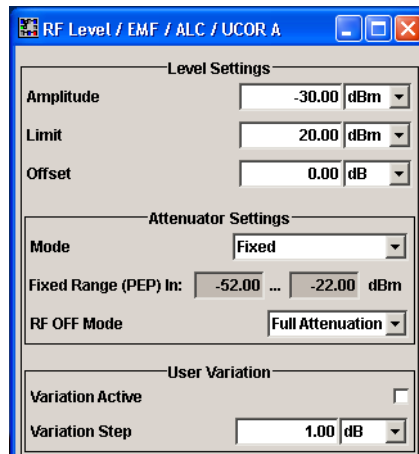 RF Level / EMF / ALC / UCOR A
Level Settings
Amplitude -30.00 dBm
Limit 20.00 dBm
Offset 0.00 dB
Attenuator Settings
Mode Fixed
Fixed Range (PEP) In: -52.00 ... -22.00 dBm
RF OFF Mode Full Attenuation
User Variation
Variation Active
Variation Step 1.00 dB